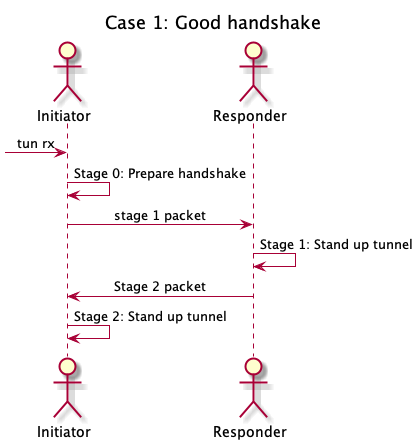 Case 1: Good handshake
Initiator
Responder
tun rx
Stage 0: Prepare handshake
stage 1 packet
Stage 1: Stand up tunnel
Stage 2 packet
Stage 2: Stand up tunnel
Initiator
Responder